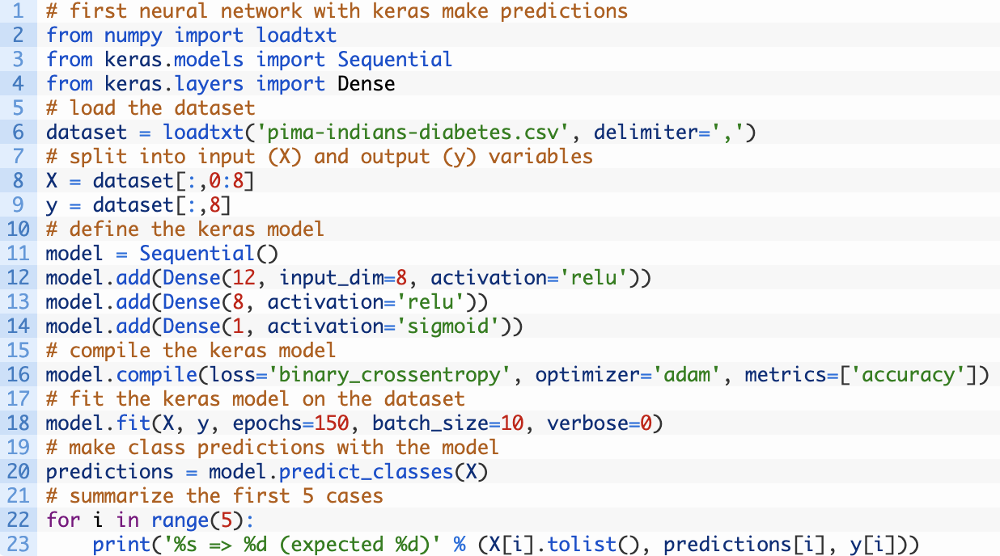 1 # first neural network with keras make predictions
2 from numpy import loadtxt
3 from keras.models import Sequential
4 from keras.layers import Dense
5 # load the dataset
6 dataset = loadtxt('pima-indians-diabetes.csv', delimiter=',')
7 # split into input (X) and output (y) variables
8 X = dataset[:,0:8]
9 y = dataset[:,8]
10 # define the keras model
11 model = Sequential()
12 model.add(Dense(12, input_dim=8, activation='relu'))
13 model.add(Dense(8, activation='relu'))
14 model.add(Dense(1, activation='sigmoid'))
15 # compile the keras model
16 model.compile(loss='binary_crossentropy', optimizer='adam', metrics=['accuracy'])
17 # fit the keras model on the dataset
18 model.fit(X, y, epochs=150, batch_size=10, verbose=0)
19 # make class predictions with the model
20 predictions = model.predict_classes(X)
21 # summarize the first 5 cases
22 for i in range(5):
23     print('%s => %d (expected %d)' % (X[i].tolist(), predictions[i], y[i]))